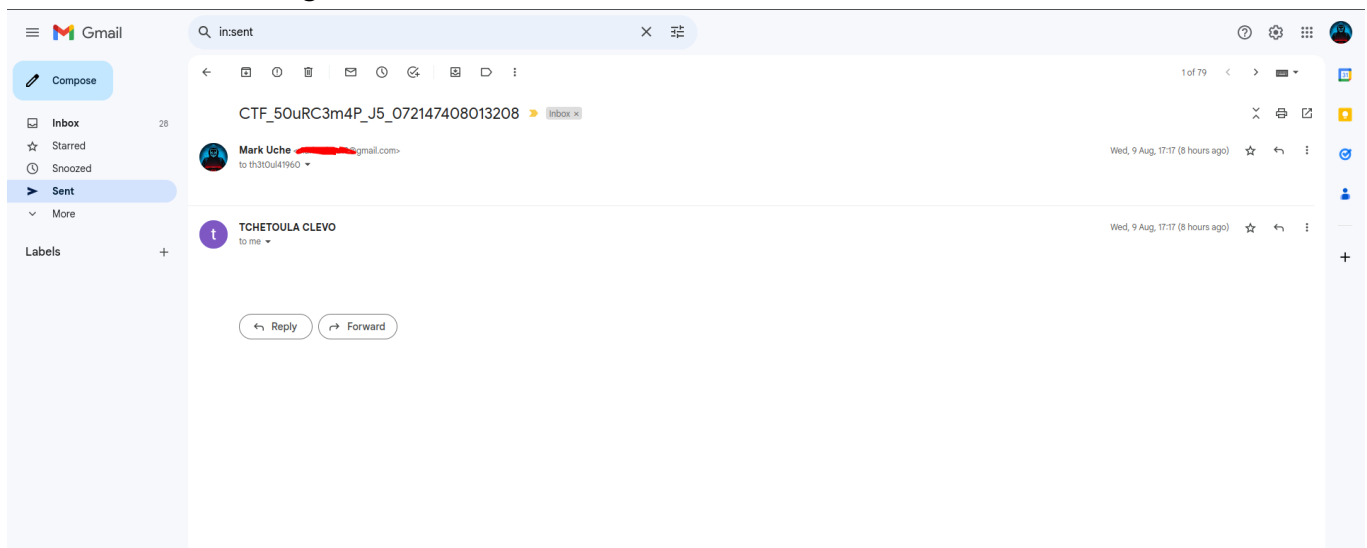 Gmail
in:sent
Compose
1 of 79
31
Inbox 28
CTF_50uRC3m4P_J5_072147408013208 Inbox ×
Starred
Mark Uche < @gmail.com> Wed, 9 Aug, 17:17 (8 hours ago)
to th3t0ul41960
Snoozed
Sent
More
TCHETOULA CLEVO Wed, 9 Aug, 17:17 (8 hours ago)
t
to me
Labels +
Reply Forward